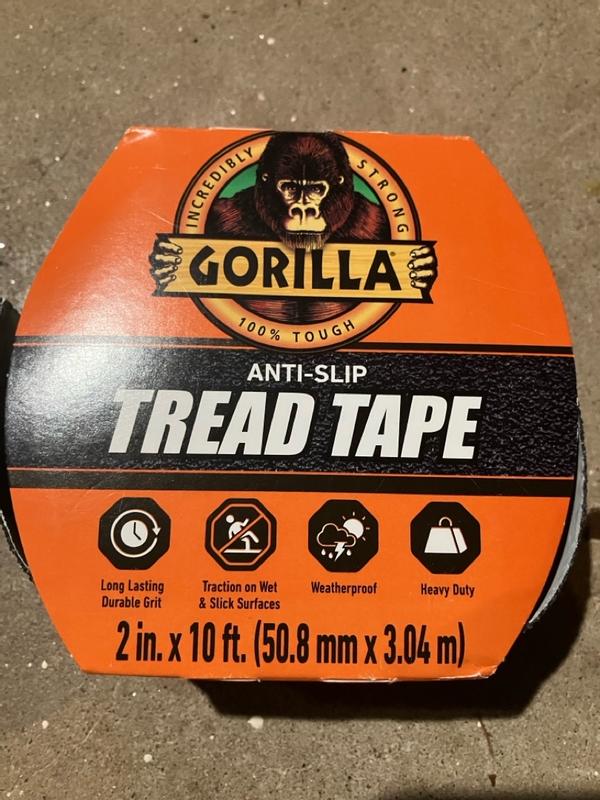 INCREDIBLY STRONG
GORILLA
100% TOUGH
ANTI-SLIP
TREAD TAPE
Long Lasting
Durable Grit
Traction on Wet
& Slick Surfaces
Weatherproof
Heavy Duty
2 in. x 10 ft. (50.8 mm x 3.04 m)